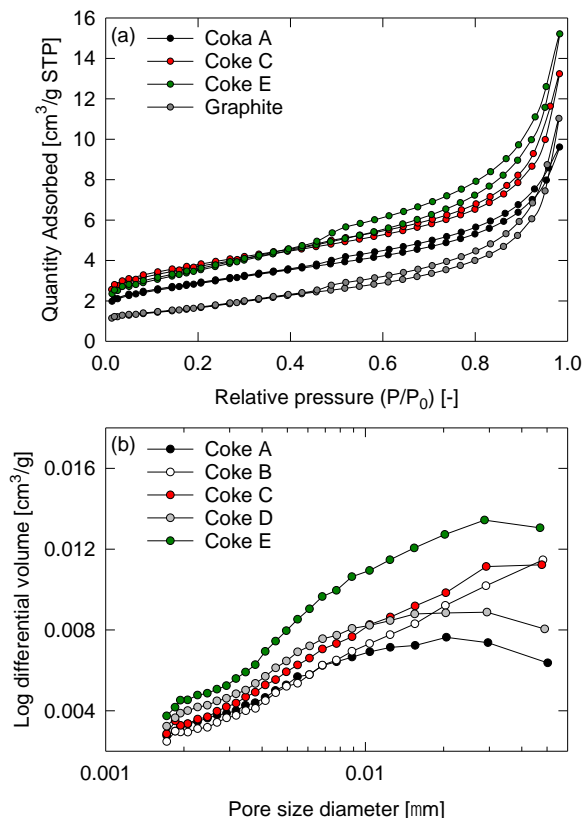 (a)
Coka A
Coke C
Coke E
Graphite
Quantity Adsorbed [cm³/g STP]
16
14
12
10
8
6
4
2
0
0.0 0.2 0.4 0.6 0.8 1.0
Relative pressure (P/P₀) [-]
(b)
Coke A
Coke B
Coke C
Coke D
Coke E
Log differential volume [cm³/g]
0.016
0.012
0.008
0.004
0.001 0.01
Pore size diameter [mm]